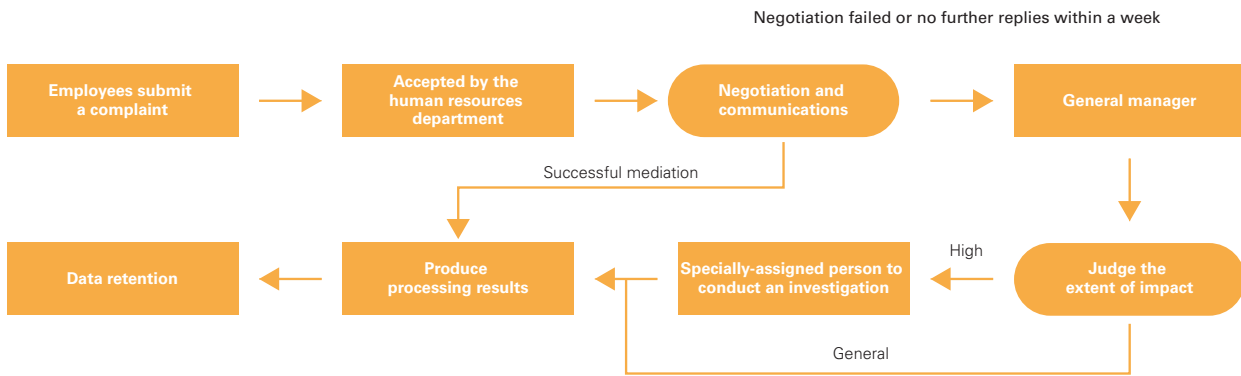 Negotiation failed or no further replies within a week
Employees submit
a complaint
Accepted by the
human resources
department
Negotiation and
communications
General manager
Successful mediation
Data retention
Produce
processing results
Specially-assigned person to
conduct an investigation
High
Judge the
extent of impact
General